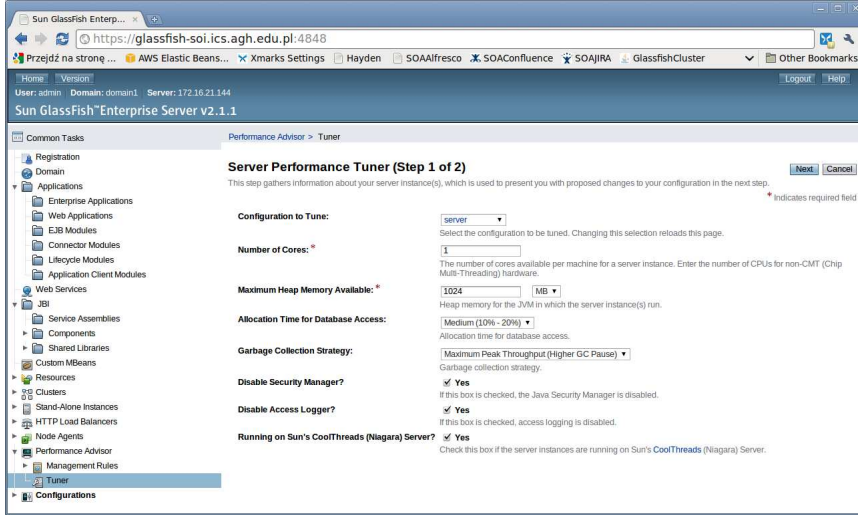 Sun GlassFish Enterp...
https://glassfish-soi.ics.agh.edu.pl:4848
Przejdź na stronę ... AWS Elastic Beans... Xmarks Settings Hayden SOAAlfresco SOAConfluence SOAJIRA GlassfishCluster Other Bookmarks
Home Version Logout Help
User: admin Domain: domain1 Server: 172.16.21.144
Sun GlassFish™ Enterprise Server v2.1.1
Common Tasks
Registration
Domain
Applications
Enterprise Applications
Web Applications
EJB Modules
Connector Modules
Lifecycle Modules
Application Client Modules
Web Services
JBI
Service Assemblies
Components
Shared Libraries
Custom MBeans
Resources
Clusters
Stand-Alone Instances
HTTP Load Balancers
Node Agents
Performance Advisor
Management Rules
Tuner
Configurations
Performance Advisor > Tuner
Server Performance Tuner (Step 1 of 2)
Next Cancel
This step gathers information about your server instance(s), which is used to present you with proposed changes to your configuration in the next step.
* Indicates required field
Configuration to Tune: server
Select the configuration to be tuned. Changing this selection reloads this page.
Number of Cores: * 1
The number of cores available per machine for a server instance. Enter the number of CPUs for non-CMT (Chip
Multi-Threading) hardware.
Maximum Heap Memory Available: * 1024 MB
Heap memory for the JVM in which the server instance(s) run.
Allocation Time for Database Access: Medium (10% - 20%)
Allocation time for database access.
Garbage Collection Strategy: Maximum Peak Throughput (Higher GC Pause)
Garbage collection strategy.
Disable Security Manager? Yes
If this box is checked, the Java Security Manager is disabled.
Disable Access Logger? Yes
If this box is checked, access logging is disabled.
Running on Sun's CoolThreads (Niagara) Server? Yes
Check this box if the server instances are running on Sun's CoolThreads (Niagara) Server.